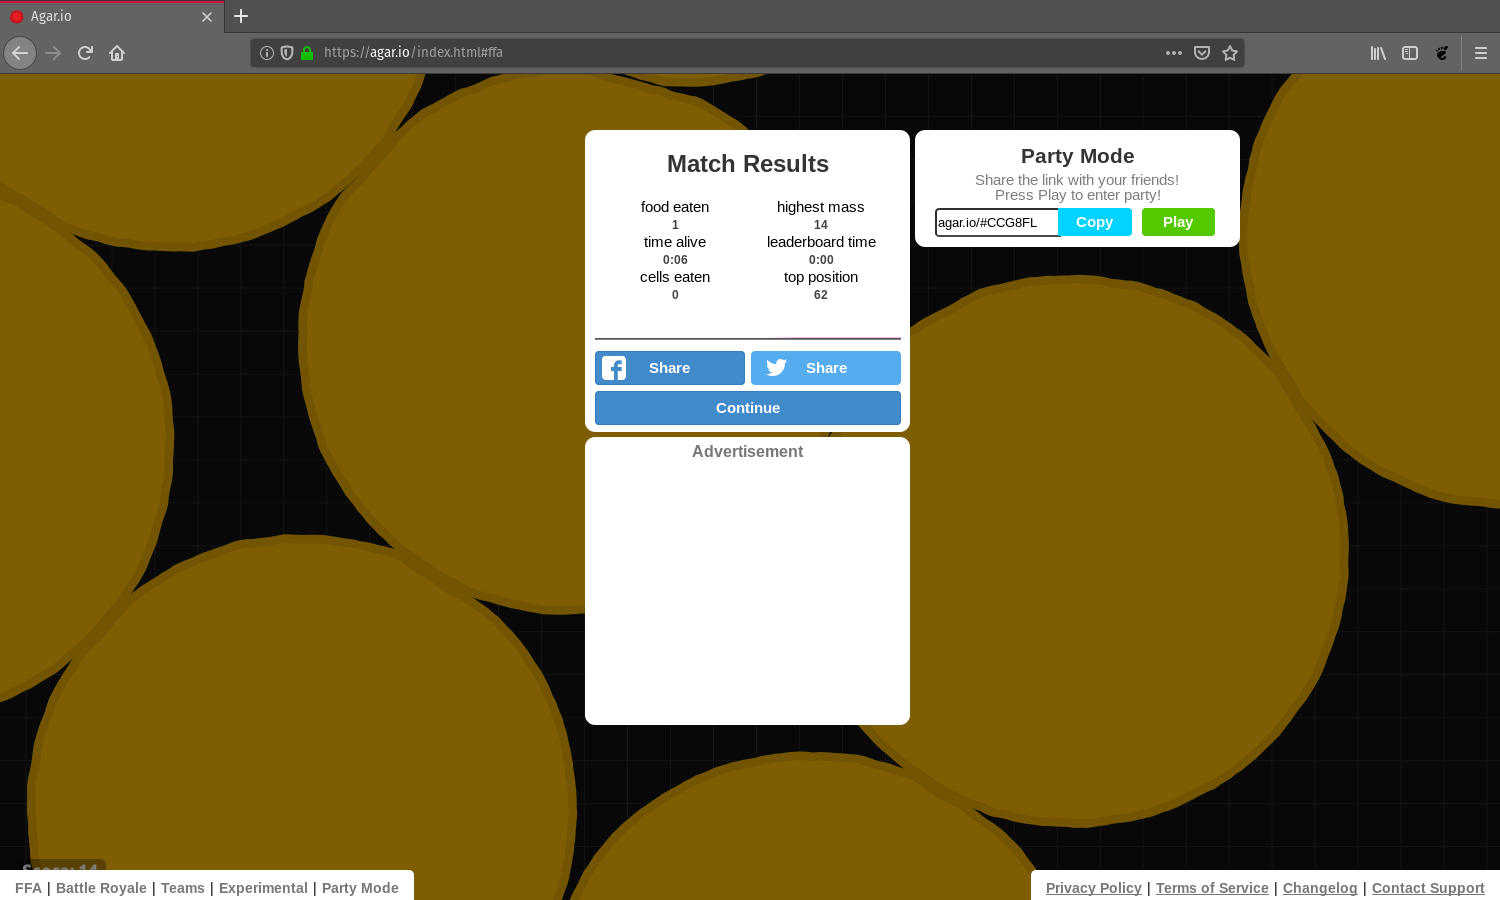 Agar.io
https://agar.io/index.html#ffa
Match Results
food eaten
1
time alive
0:06
cells eaten
0
highest mass
14
leaderboard time
0:00
top position
62
Share
Share
Continue
Advertisement
Party Mode
Share the link with your friends!
Press Play to enter party!
agar.io/#CCG8FL
Copy
Play
Score: 14
FFA | Battle Royale | Teams | Experimental | Party Mode
Privacy Policy | Terms of Service | Changelog | Contact Support